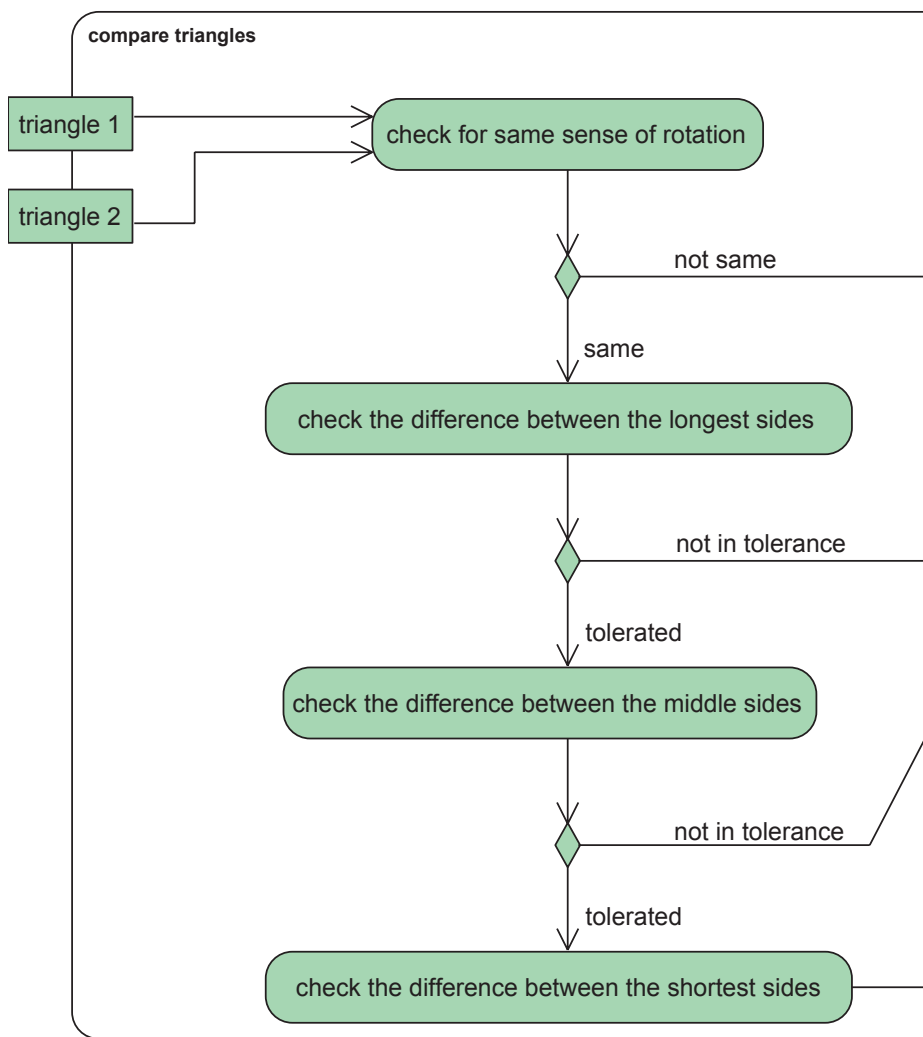 compare triangles
triangle 1
check for same sense of rotation
triangle 2
not same
same
check the difference between the longest sides
not in tolerance
tolerated
check the difference between the middle sides
not in tolerance
tolerated
check the difference between the shortest sides